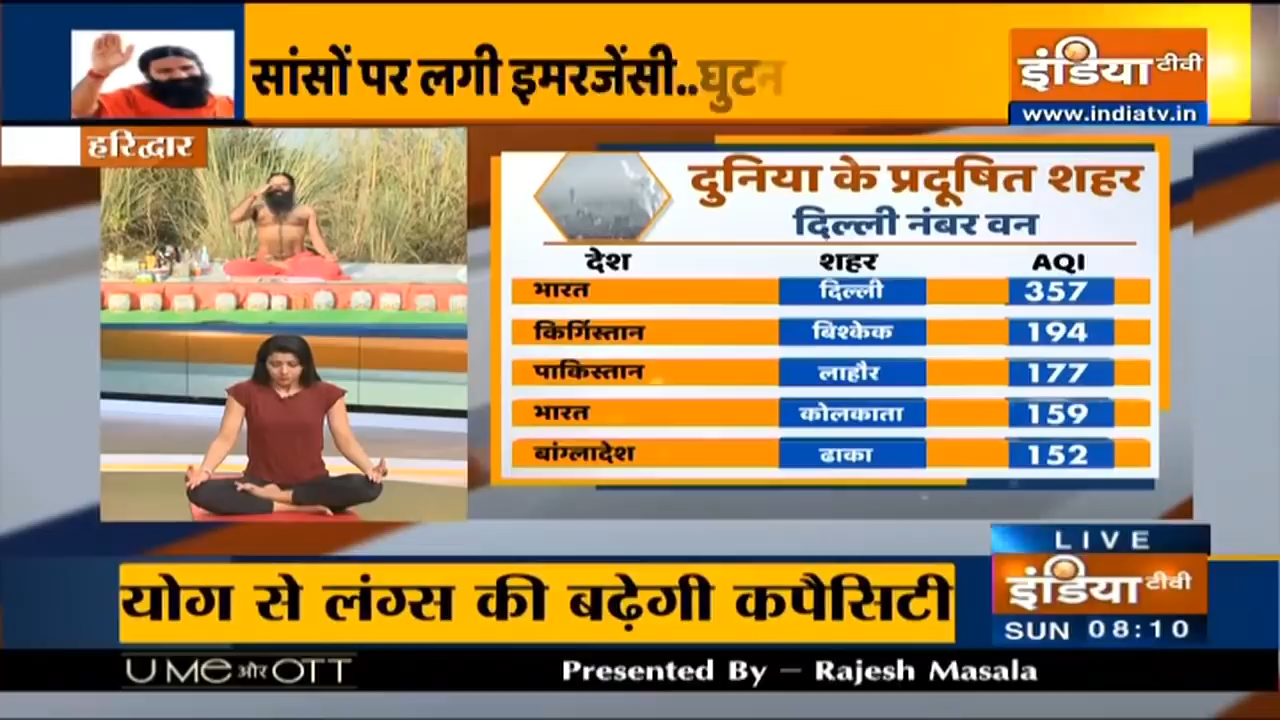 सांसों पर लगी इमरजेंसी..घुटन
इंडिया टीवी
www.indiatv.in
हरिद्वार
दुनिया के प्रदूषित शहर
दिल्ली नंबर वन
देश शहर AQI
भारत दिल्ली 357
किर्गिस्तान बिश्केक 194
पाकिस्तान लाहौर 177
भारत कोलकाता 159
बांग्लादेश ढाका 152
LIVE
इंडिया टीवी
SUN 08:10
योग से लंग्स की बढ़ेगी कपैसिटी
U Me और OTT
Presented By – Rajesh Masala